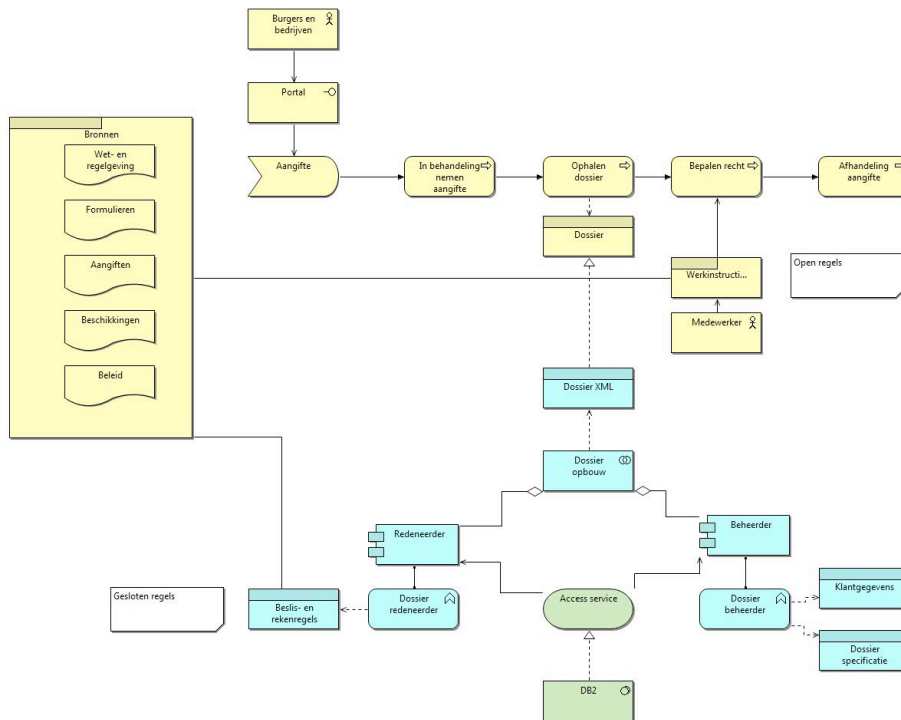 Burgers en
bedrijven
Portal
Bronnen
Wet- en
regelgeving
Aangifte
In behandeling
nemen
aangifte
Ophalen
dossier
Bepalen recht
Afhandeling
aangifte
Formulieren
Dossier
Aangiften
Werkinstructi...
Open regels
Beschikkingen
Medewerker
Beleid
Dossier XML
Dossier
opbouw
Redeneerder
Beheerder
Gesloten regels
Beslis- en
rekenregels
Dossier
redeneerder
Access service
Dossier
beheerder
Klantgegevens
Dossier
specificatie
DB2